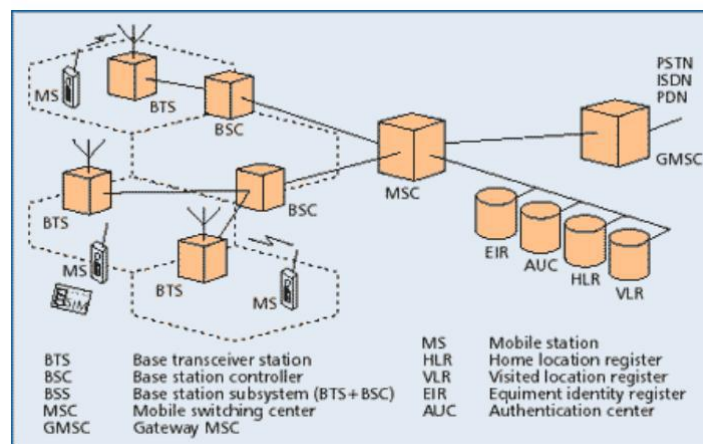 PSTN
ISDN
PDN
MS
BTS
BSC
GMSC
MSC
BTS
BSC
EIR
AUC
HLR
VLR
MS
SIM
BTS
MS
BTS Base transceiver station
BSC Base station controller
BSS Base station subsystem (BTS+BSC)
MSC Mobile switching center
GMSC Gateway MSC
MS Mobile station
HLR Home location register
VLR Visited location register
EIR Equiment identity register
AUC Authentication center